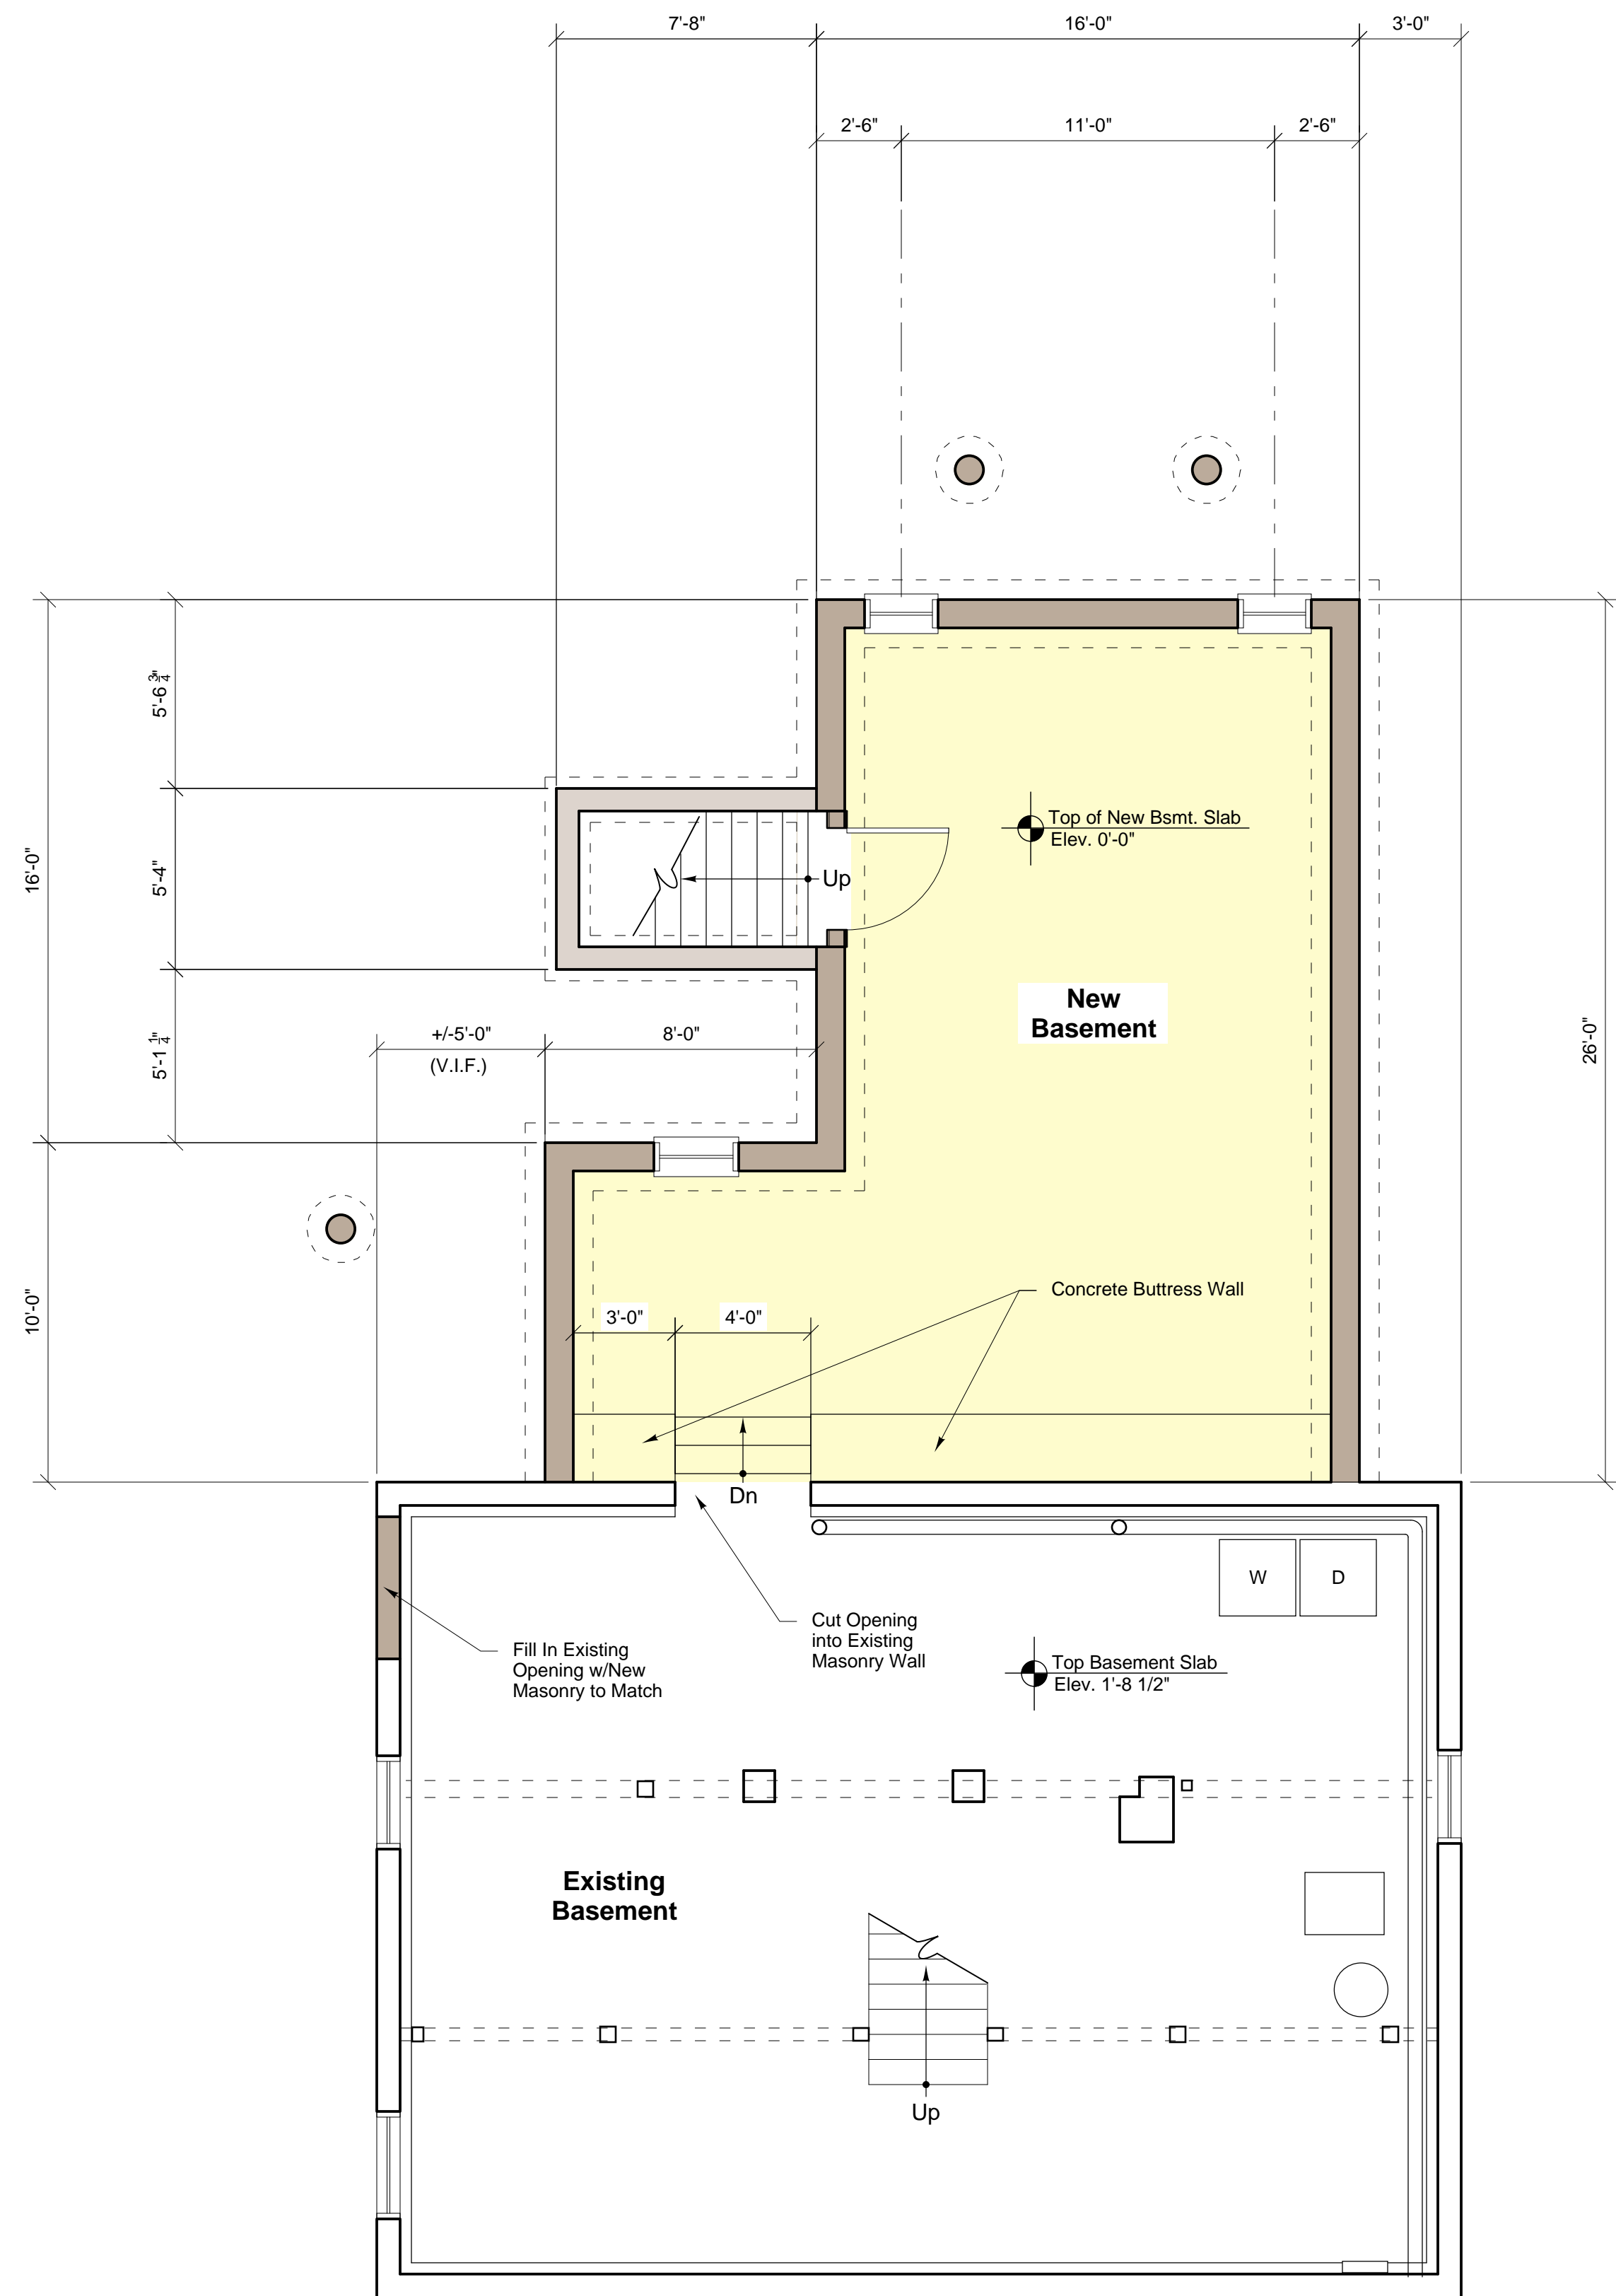 7'-8"
16'-0"
3'-0"
2'-6"
11'-0"
2'-6"
5'-6 3/4"
16'-0"
5'-4"
Up
Top of New Bsmt. Slab
Elev. 0'-0"
New
Basement
+/-5'-0"
(V.I.F.)
8'-0"
5'-1 1/4"
26'-0"
10'-0"
Concrete Buttress Wall
3'-0"
4'-0"
Dn
W
D
Cut Opening
into Existing
Masonry Wall
Fill In Existing
Opening w/New
Masonry to Match
Top Basement Slab
Elev. 1'-8 1/2"
Existing
Basement
Up